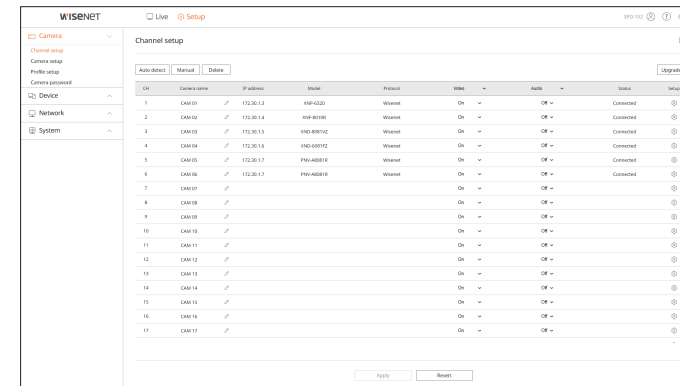 WISENET
Live Setup SPD-152
Camera
Channel setup
Camera setup
Profile setup
Camera password
Device
Network
System
Channel setup
Auto detect Manual Delete Upgrade
CH Camera name IP address Model Protocol Video Audio Status Setup
1 CAM 01 172.30.1.3 XNP-6320 Wisenet On Off Connected
2 CAM 02 172.30.1.4 XNF-8010R Wisenet On Off Connected
3 CAM 03 172.30.1.5 XND-8081VZ Wisenet On Off Connected
4 CAM 04 172.30.1.6 XND-6081FZ Wisenet On Off Connected
5 CAM 05 172.30.1.7 PNV-A9081R Wisenet On Off Connected
6 CAM 06 172.30.1.7 PNV-A9081R Wisenet On Off Connected
7 CAM 07 On Off
8 CAM 08 On Off
9 CAM 09 On Off
10 CAM 10 On Off
11 CAM 11 On Off
12 CAM 12 On Off
13 CAM 13 On Off
14 CAM 14 On Off
15 CAM 15 On Off
16 CAM 16 On Off
17 CAM 17 On Off
Apply Revert